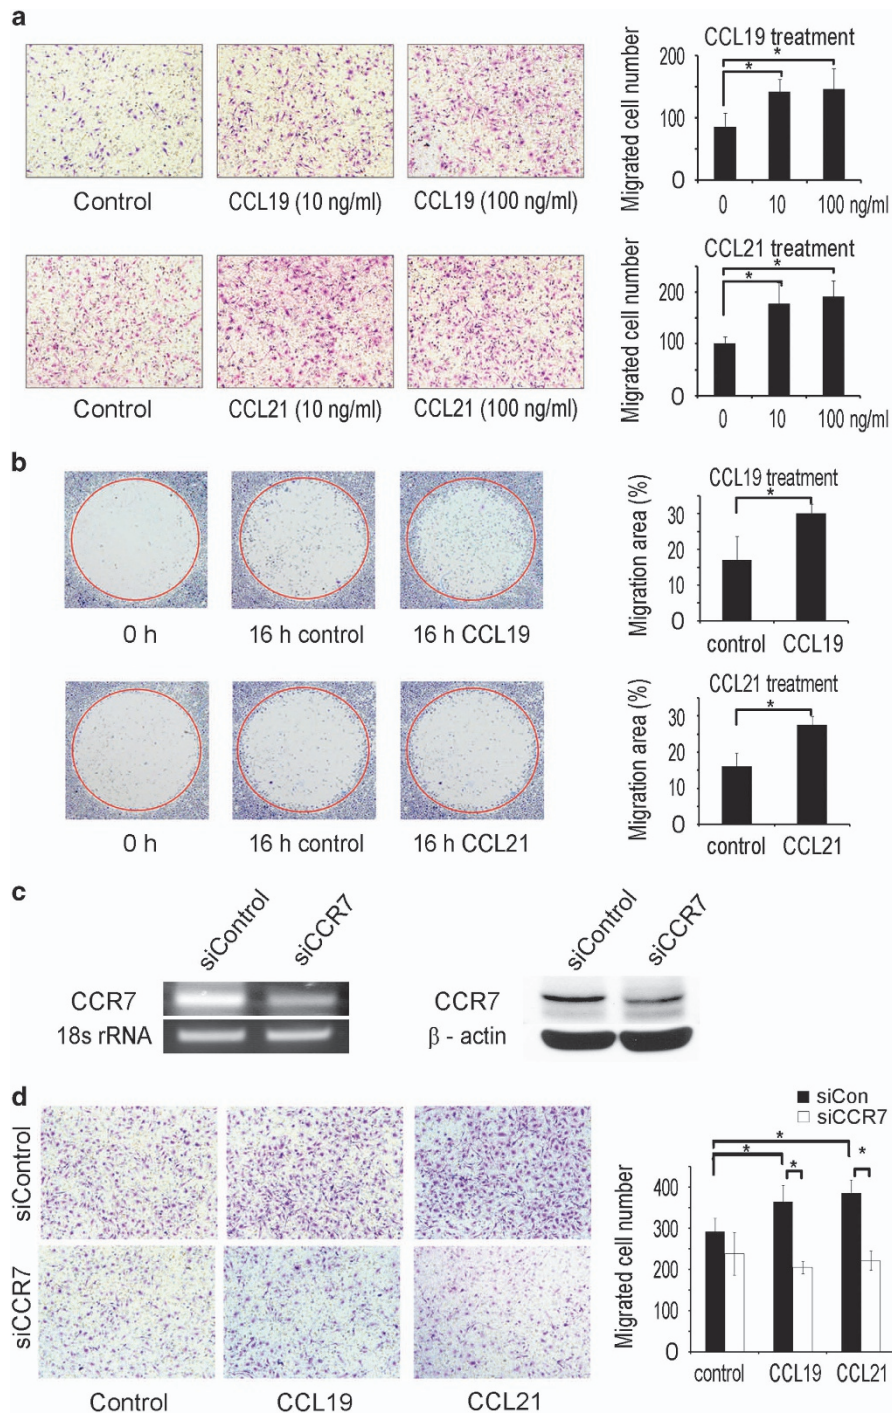 a
Control
CCL19 (10 ng/ml)
CCL19 (100 ng/ml)
CCL19 treatment
*
*
Migrated cell number
200
150
100
0
0
10
100 ng/ml
Control
CCL21 (10 ng/ml)
CCL21 (100 ng/ml)
CCL21 treatment
*
*
Migrated cell number
200
100
0
0
10
100 ng/ml
b
0 h
16 h control
16 h CCL19
CCL19 treatment
*
Migration area (%)
30
20
10
0
control
CCL19
0 h
16 h control
16 h CCL21
CCL21 treatment
*
Migration area (%)
30
20
10
0
control
CCL21
c
siControl
siCCR7
CCR7
18s rRNA
siControl
siCCR7
CCR7
β - actin
d
siControl
siCCR7
Control
CCL19
CCL21
siCon
siCCR7
*
*
*
*
Migrated cell number
400
300
200
100
0
control
CCL19
CCL21